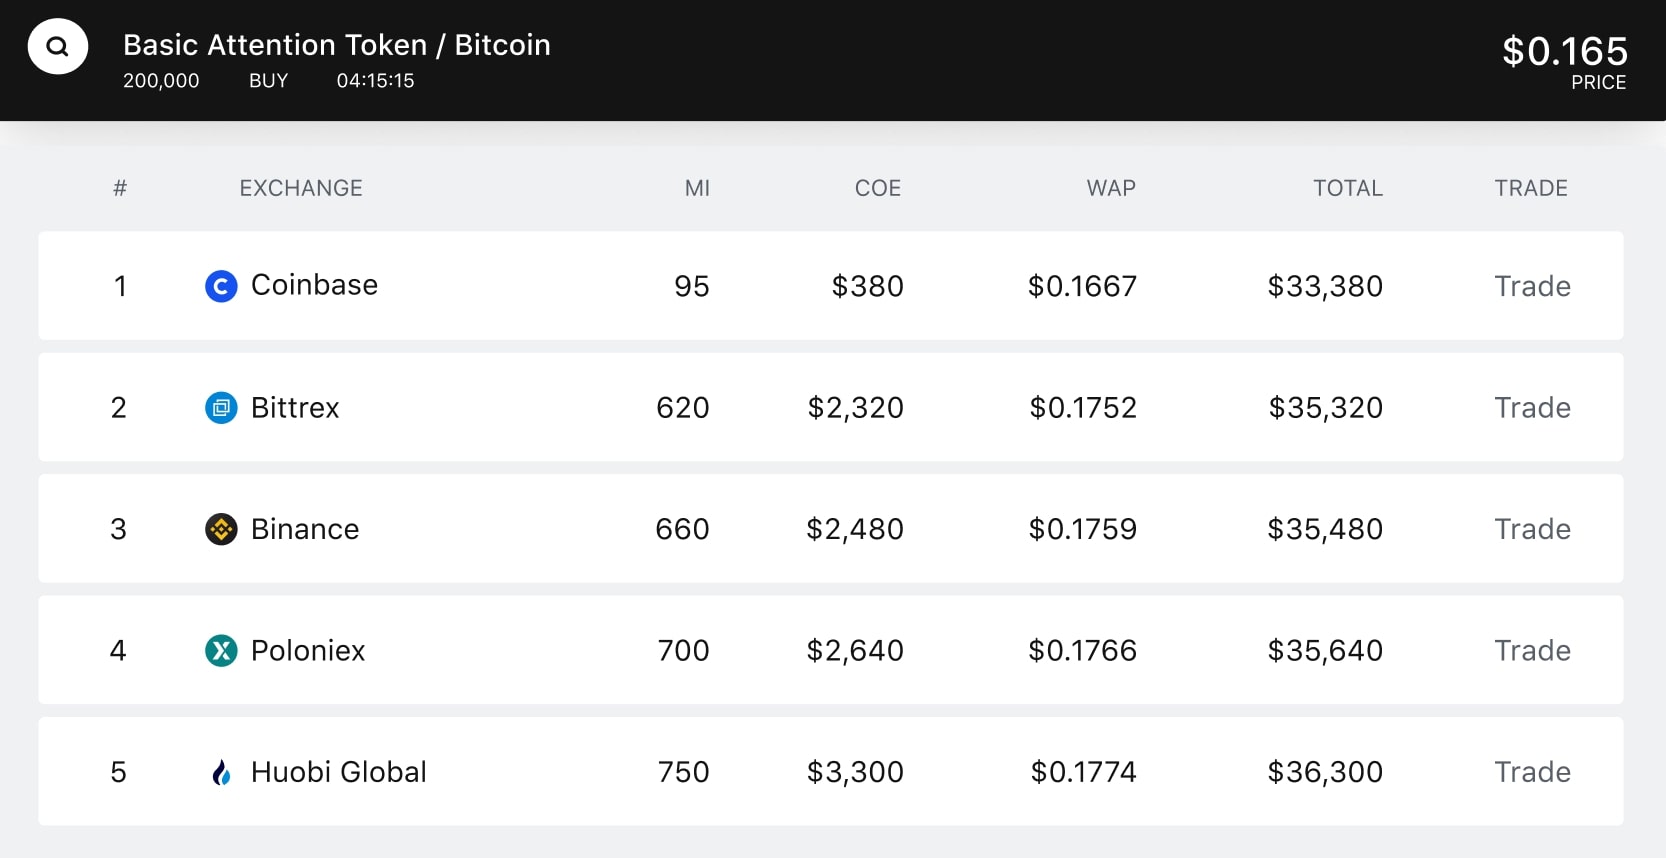 Basic Attention Token / Bitcoin
200,000 BUY 04:15:15
$0.165
PRICE
# EXCHANGE MI COE WAP TOTAL TRADE
1 Coinbase 95 $380 $0.1667 $33,380 Trade
2 Bittrex 620 $2,320 $0.1752 $35,320 Trade
3 Binance 660 $2,480 $0.1759 $35,480 Trade
4 Poloniex 700 $2,640 $0.1766 $35,640 Trade
5 Huobi Global 750 $3,300 $0.1774 $36,300 Trade